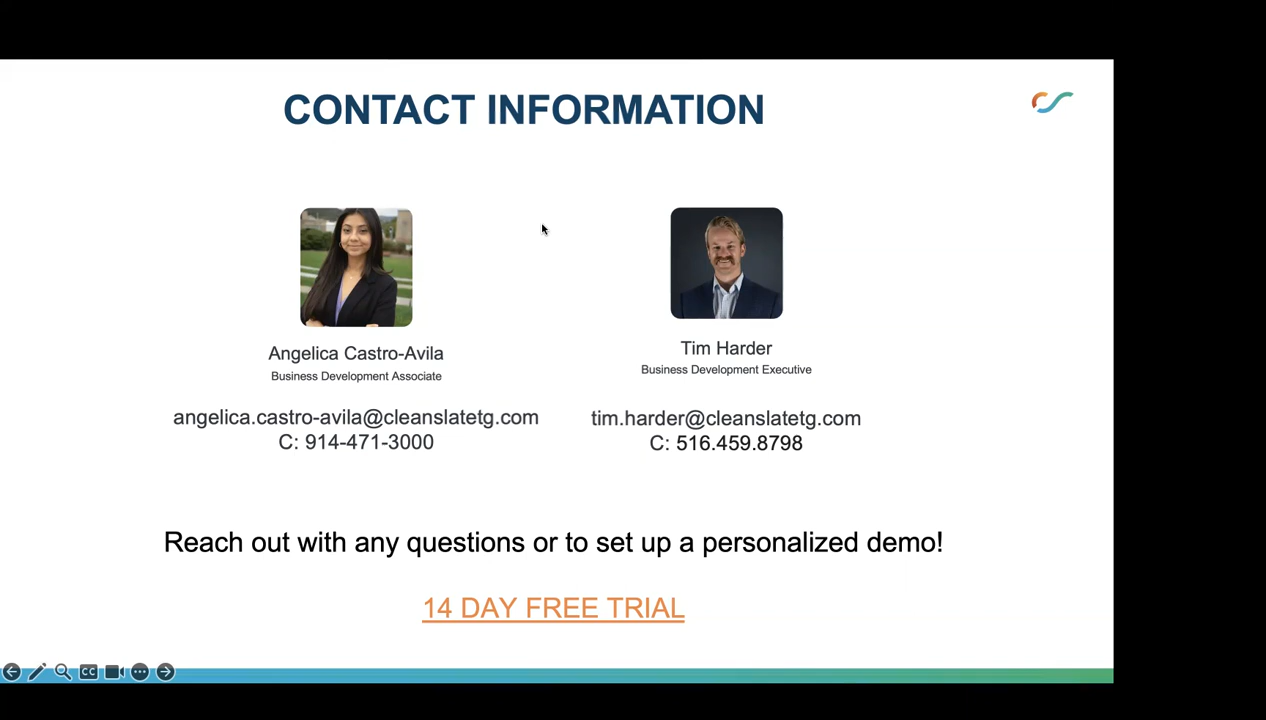 CONTACT INFORMATION
Angelica Castro-Avila
Business Development Associate
angelica.castro-avila@cleanslatetg.com
C: 914-471-3000
Tim Harder
Business Development Executive
tim.harder@cleanslatetg.com
C: 516.459.8798
Reach out with any questions or to set up a personalized demo!
14 DAY FREE TRIAL
CC